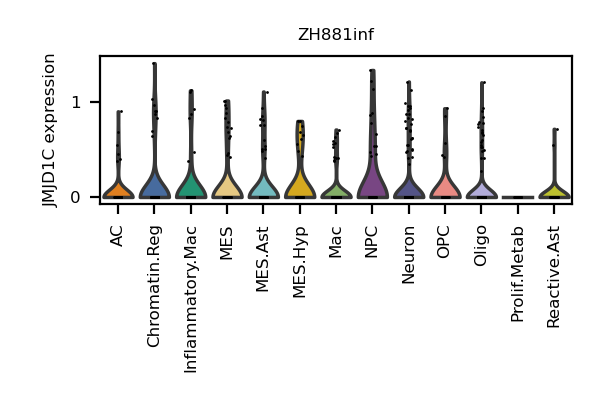 ZH881inf
JMJD1C expression
1
0
AC
Chromatin.Reg
Inflammatory.Mac
MES
MES.Ast
MES.Hyp
Mac
NPC
Neuron
OPC
Oligo
Prolif.Metab
Reactive.Ast